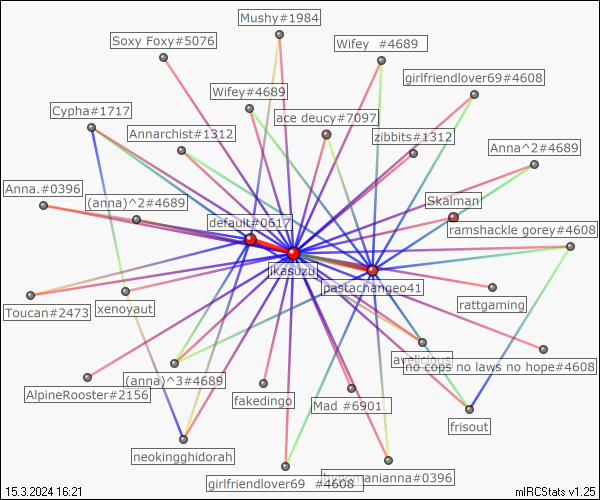 Mushy#1984
Soxy Foxy#5076
Wifey  #4689
girlfriendlover69#4608
Wifey#4689
Cypha#1717
ace deucy#7097
Annarchist#1312
zibbits#1312
Anna^2#4689
Anna.#0396
(anna)^2#4689
Skalman
default#0617
ramshackle gorey#4608
ikasuzu
pastachangeo41
rattgaming
xenoyaut
Toucan#2473
avelicious
no cops no laws no hope#4608
(anna)^3#4689
AlpineRooster#2156
fakedingo
Mad #6901
frisout
neokingghidorah
hypnomanianna#0396
girlfriendlover69  #4608
15.3.2024 16:21
mIRCStats v1.25